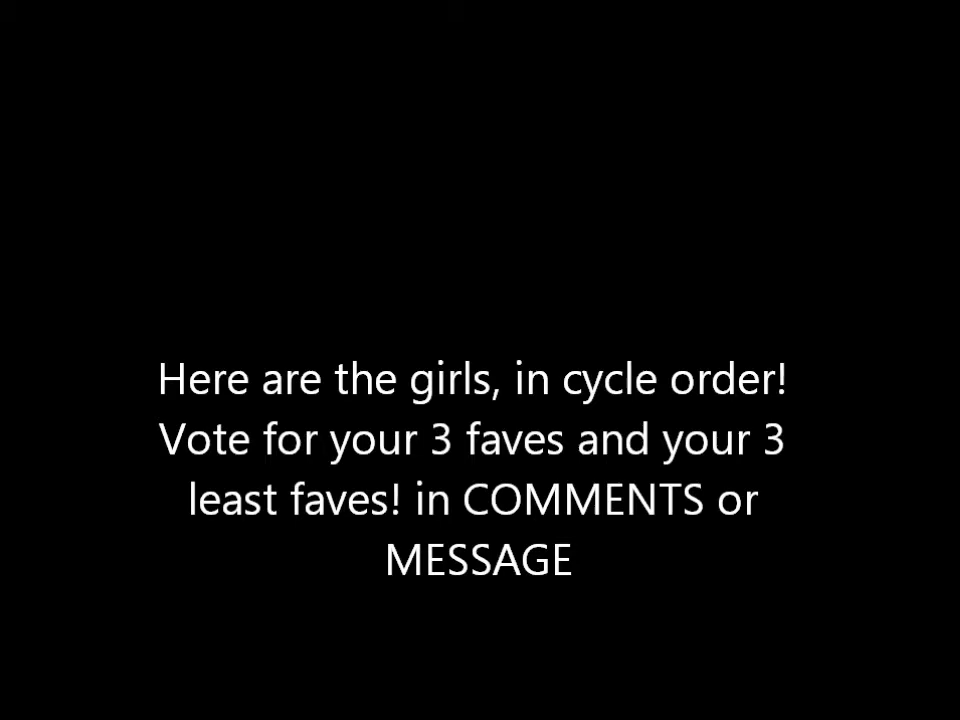 Here are the girls, in cycle order!
Vote for your 3 faves and your 3
least faves! in COMMENTS or
MESSAGE